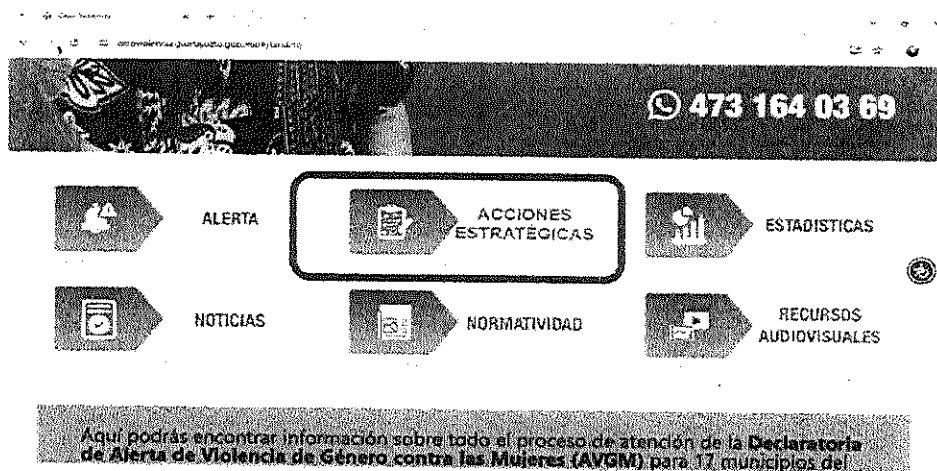 473 164 03 69
ALERTA
ACCIONES
ESTRATÉGICAS
ESTADISTICAS
NOTICIAS
NORMATIVIDAD
RECURSOS
AUDIOVISUALES
Aquí podrás encontrar información sobre todo el proceso de atención de la Declaratoria
de Alerta de Violencia de Género contra las Mujeres (AVGM) para 17 municipios del